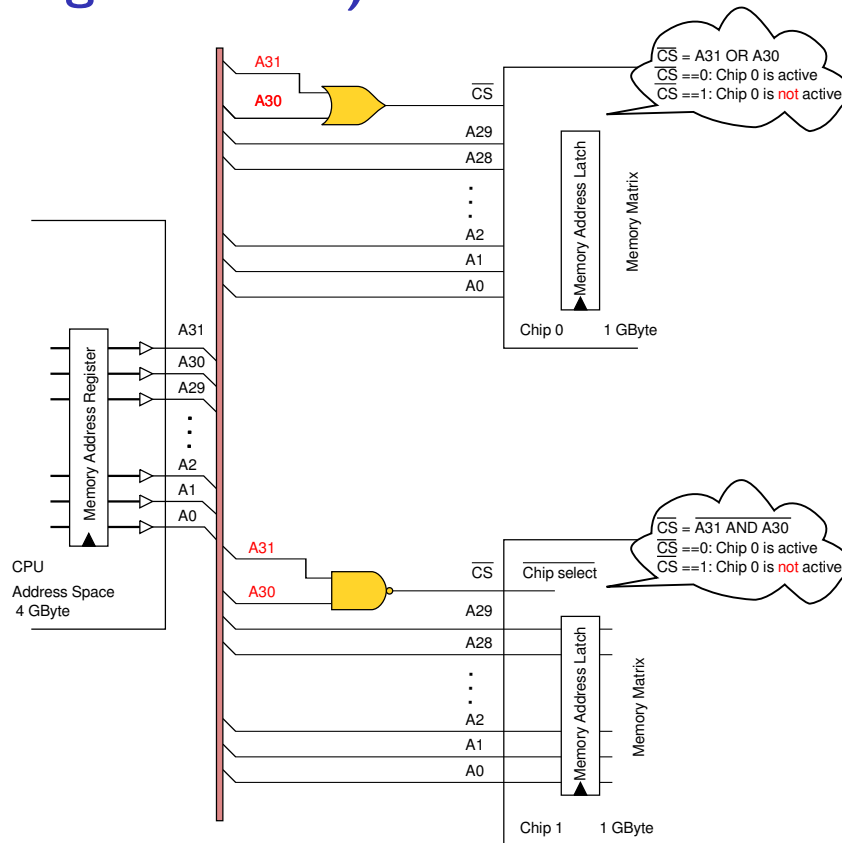 A31
A30
CS
A29
A28
A2
A1
A0
Memory Address Latch
Memory Matrix
Chip 0 1 GByte
CS = A31 OR A30
CS ==0: Chip 0 is active
CS ==1: Chip 0 is not active
Memory Address Register
A31
A30
A29
A2
A1
A0
CPU
Address Space
4 GByte
A31
A30
CS
Chip select
A29
A28
A2
A1
A0
Memory Address Latch
Memory Matrix
Chip 1 1 GByte
CS = A31 AND A30
CS ==0: Chip 0 is active
CS ==1: Chip 0 is not active